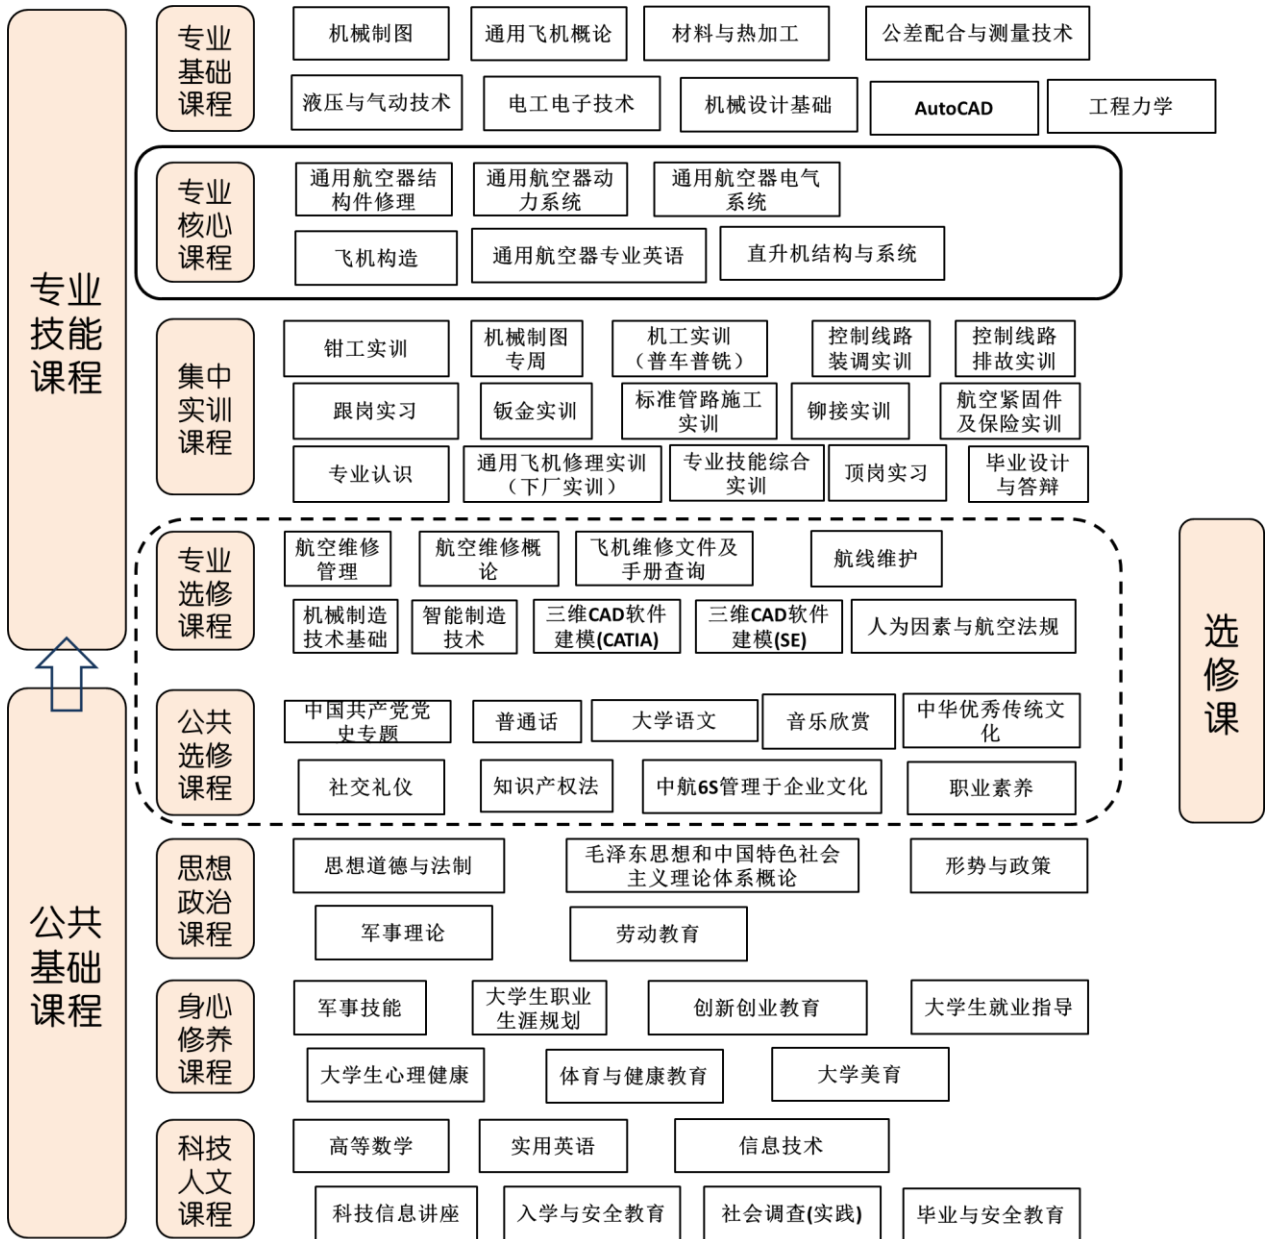 专业
技能
课程
专业
基础
课程
机械制图
通用飞机概论
材料与热加工
公差配合与测量技术
液压与气动技术
电工电子技术
机械设计基础
AutoCAD
工程力学
专业
核心
课程
通用航空器结
构件修理
通用航空器动
力系统
通用航空器电气
系统
飞机构造
通用航空器专业英语
直升机结构与系统
集中
实训
课程
钳工实训
机械制图
专周
机工实训
（普车普铣）
控制线路
装调实训
控制线路
排故实训
跟岗实习
钣金实训
标准管路施工
实训
铆接实训
航空紧固件
及保险实训
专业认识
通用飞机修理实训
（下厂实训）
专业技能综合
实训
顶岗实习
毕业设计
与答辩
专业
选修
课程
航空维修
管理
航空维修概
论
飞机维修文件及
手册查询
航线维护
机械制造
技术基础
智能制造
技术
三维CAD软件
建模(CATIA)
三维CAD软件
建模(SE)
人为因素与航空法规
选
修
课
公共
基础
课程
公共
选修
课程
中国共产党党
史专题
普通话
大学语文
音乐欣赏
中华优秀传统文
化
社交礼仪
知识产权法
中航6S管理于企业文化
职业素养
思想
政治
课程
思想道德与法制
毛泽东思想和中国特色社会
主义理论体系概论
形势与政策
军事理论
劳动教育
身心
修养
课程
军事技能
大学生职业
生涯规划
创新创业教育
大学生就业指导
大学生心理健康
体育与健康教育
大学美育
科技
人文
课程
高等数学
实用英语
信息技术
科技信息讲座
入学与安全教育
社会调查(实践)
毕业与安全教育